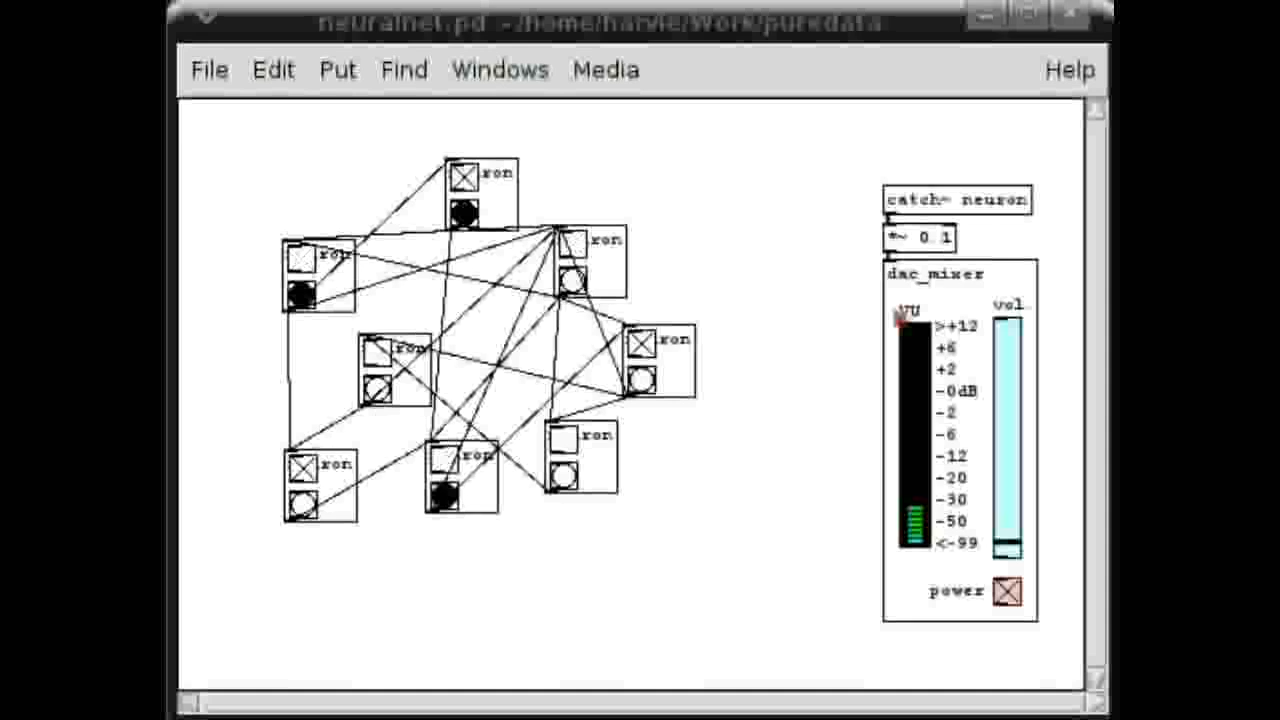 neuralnet.pd - /home/harvie/Work/puredata
File Edit Put Find Windows Media Help
ron
ron
ron
ron
ron
ron
ron
ron
catch~ neuron
*~ 0.1
dac_mixer
VU
vol
>+12
+6
+2
-0dB
-2
-6
-12
-20
-30
-50
<-99
power